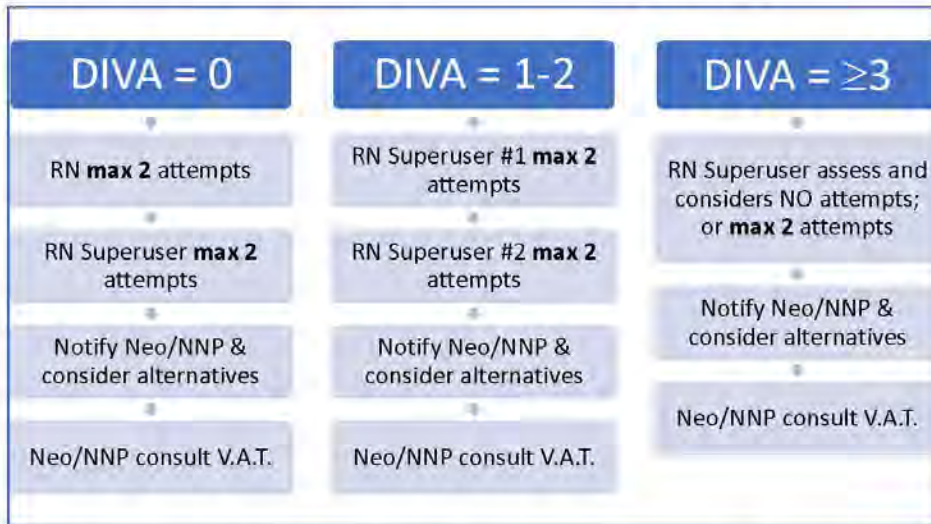 DIVA = 0
RN max 2 attempts
RN Superuser max 2
attempts
Notify Neo/NNP &
consider alternatives
Neo/NNP consult V.A.T.
DIVA = 1-2
RN Superuser #1 max 2
attempts
RN Superuser #2 max 2
attempts
Notify Neo/NNP &
consider alternatives
Neo/NNP consult V.A.T.
DIVA = ≥3
RN Superuser assess and
considers NO attempts;
or max 2 attempts
Notify Neo/NNP &
consider alternatives
Neo/NNP consult V.A.T.